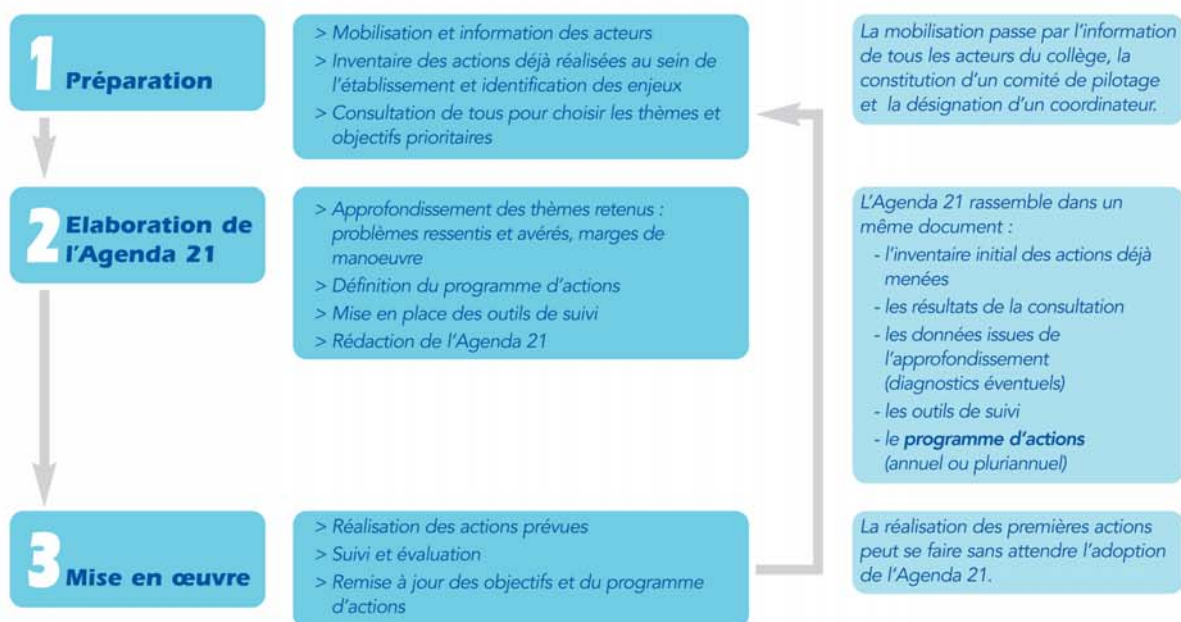 1 Préparation
> Mobilisation et information des acteurs
> Inventaire des actions déjà réalisées au sein de
l'établissement et identification des enjeux
> Consultation de tous pour choisir les thèmes et
objectifs prioritaires
La mobilisation passe par l'information
de tous les acteurs du collège, la
constitution d'un comité de pilotage
et la désignation d'un coordinateur.
2 Elaboration de
l'Agenda 21
> Approfondissement des thèmes retenus :
problèmes ressentis et avérés, marges de
manoeuvre
> Définition du programme d'actions
> Mise en place des outils de suivi
> Rédaction de l'Agenda 21
L'Agenda 21 rassemble dans un
même document :
- l'inventaire initial des actions déjà
menées
- les résultats de la consultation
- les données issues de
l'approfondissement
(diagnostics éventuels)
- les outils de suivi
- le programme d'actions
(annuel ou pluriannuel)
3 Mise en œuvre
> Réalisation des actions prévues
> Suivi et évaluation
> Remise à jour des objectifs et du programme
d'actions
La réalisation des premières actions
peut se faire sans attendre l'adoption
de l'Agenda 21.